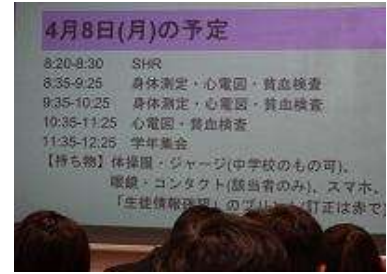 4月8日(月)の予定
8:20-8:30 SHR
8:35-9:25 身体測定・心電図・貧血検査
9:35-10:25 身体測定・心電図・貧血検査
10:35-11:25 心電図・貧血検査
11:35-12:25 学年集会
【持ち物】体操服・ジャージ(中学校のもの可)、
眼鏡・コンタクト(該当者のみ)、スマホ、
「生徒情報確認」のプリント(訂正は赤で